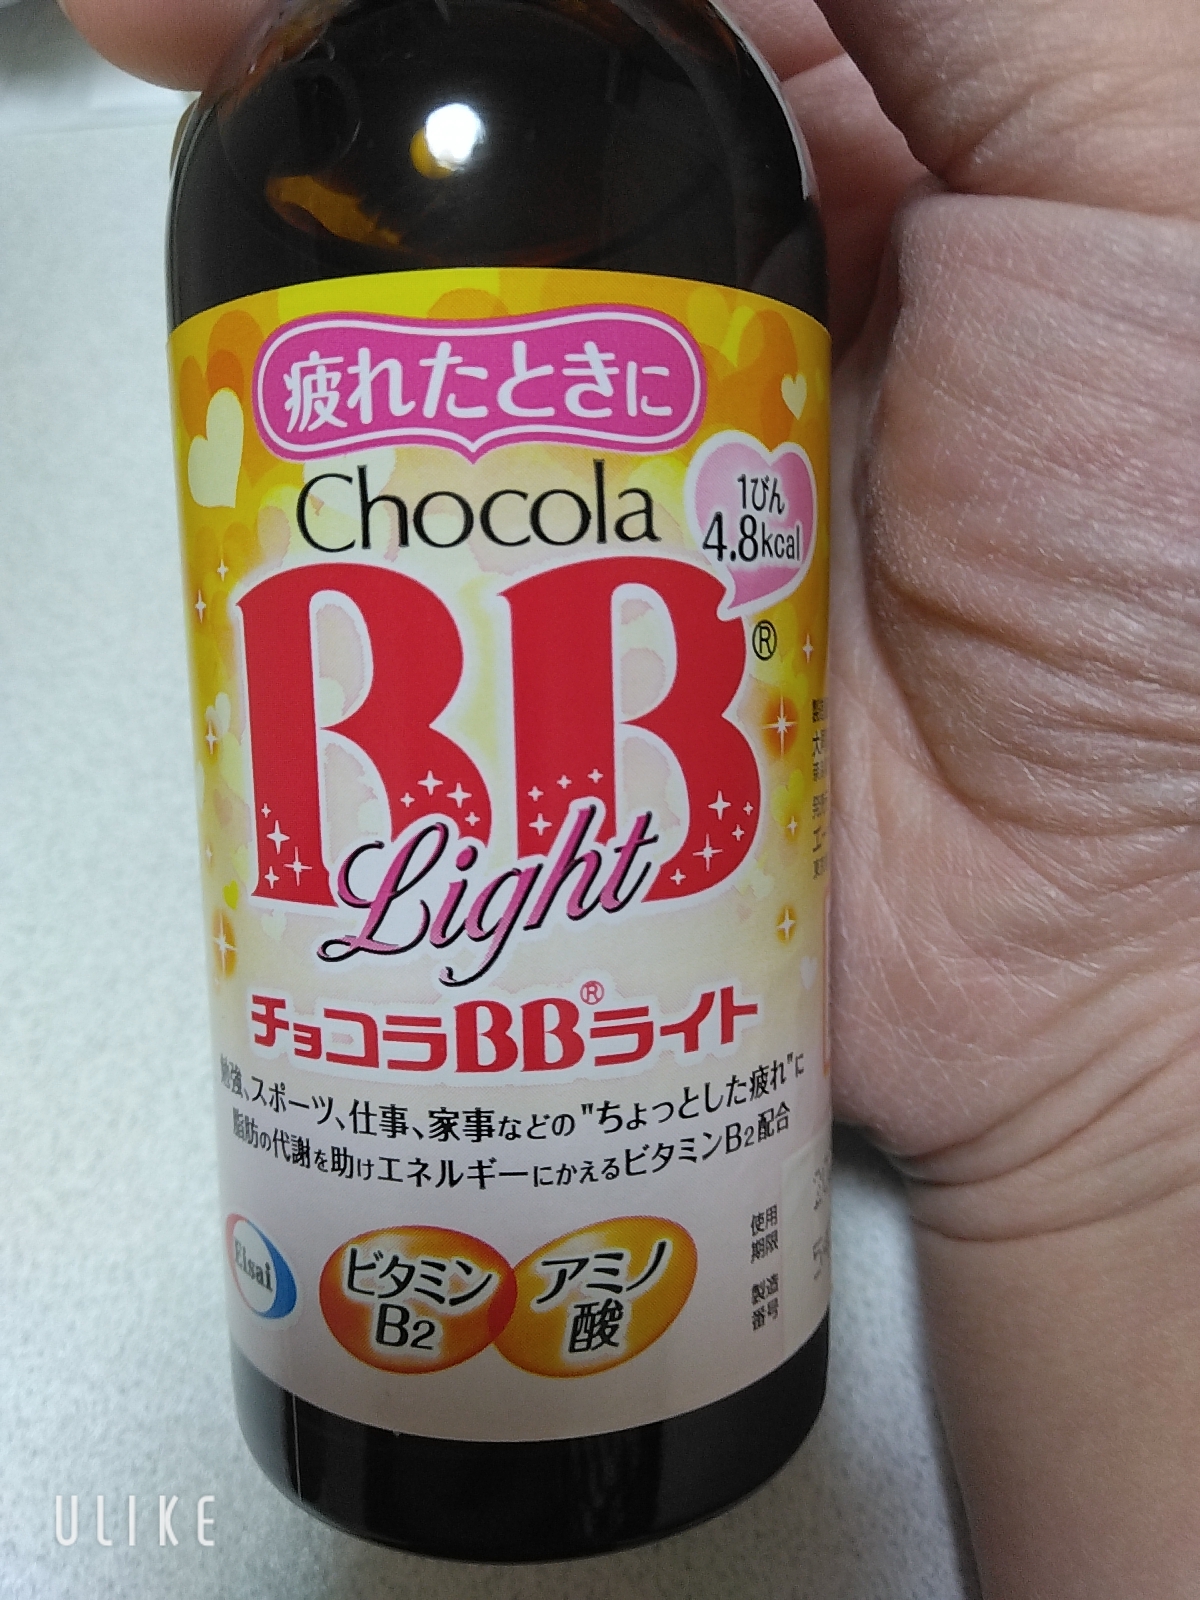 疲れたときに
Chocola
1びん
4.8kcal
BB®
Light
チョコラBB®ライト
勉強、スポーツ、仕事、家事などの"ちょっとした疲れ"に
脂肪の代謝を助けエネルギーにかえるビタミンB2配合
Eisai
ビタミン
B2
アミノ
酸
使用
期限
製造
番号
ULIKE